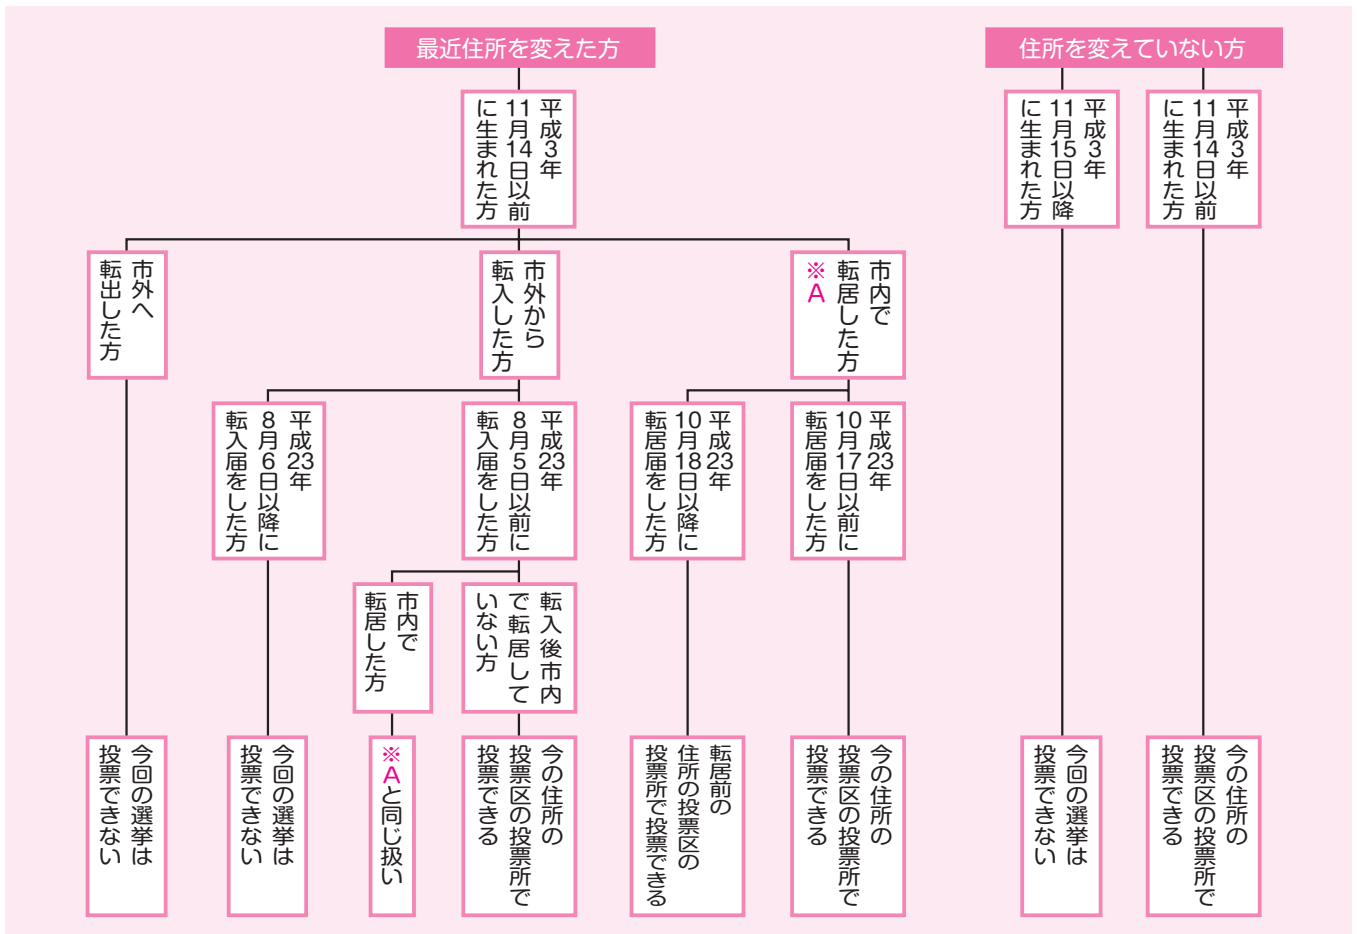 最近住所を変えた方
平成3年
11月14日以前
に生まれた方
市外へ
転出した方
今回の選挙は
投票できない
市外から
転入した方
平成23年
8月6日以降に
転入届をした方
今回の選挙は
投票できない
平成23年
8月5日以前に
転入届をした方
市内で
転居した方
※Aと同じ扱い
転入後市内
で転居して
いない方
今の住所の
投票区の投票所で
投票できる
市内で
転居した方
※A
平成23年
10月18日以降に
転居届をした方
転居前の
住所の投票区の
投票所で投票できる
平成23年
10月17日以前に
転居届をした方
今の住所の
投票区の投票所で
投票できる
住所を変えていない方
平成3年
11月15日以降
に生まれた方
今回の選挙は
投票できない
平成3年
11月14日以前
に生まれた方
今の住所の
投票区の投票所で
投票できる